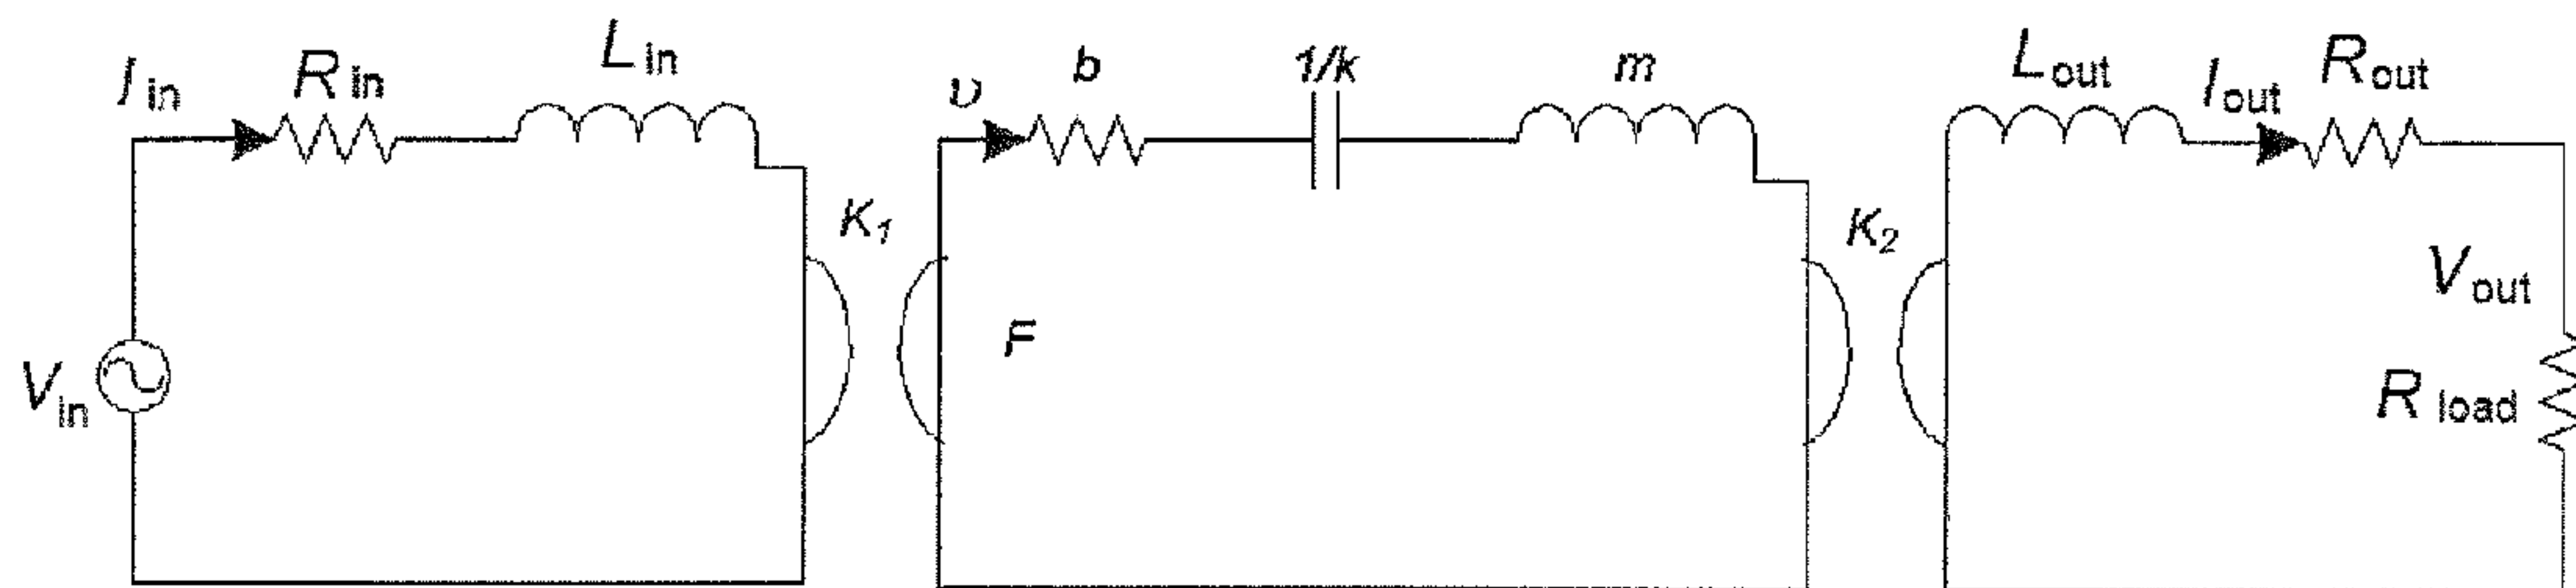 I in
R in
L in
υ
b
1/k
m
L out
I out
R out
K1
K2
V out
F
V in
R load